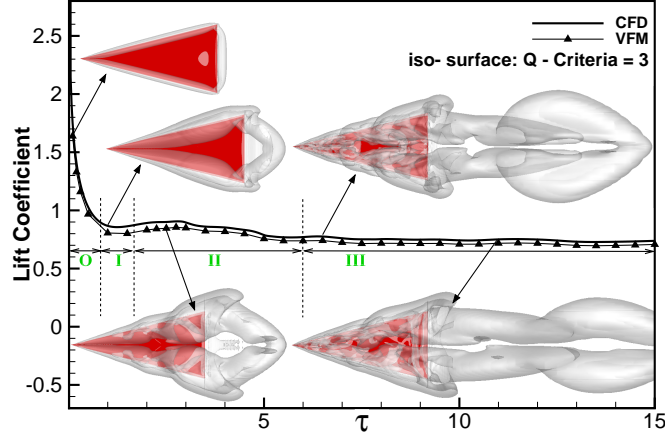 2.5
2
1.5
1
0.5
0
-0.5
Lift Coefficient
CFD
VFM
iso- surface: Q - Criteria = 3
O I II III
5 τ 10 15